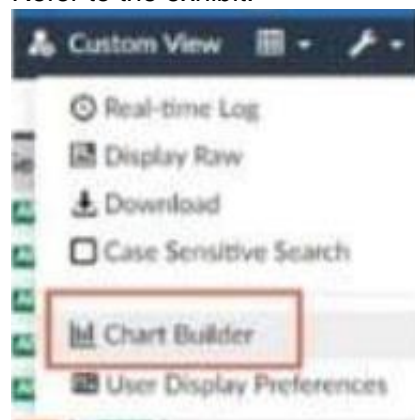 Custom View
Real-time Log
Display Raw
Download
Case Sensitive Search
Chart Builder
User Display Preferences